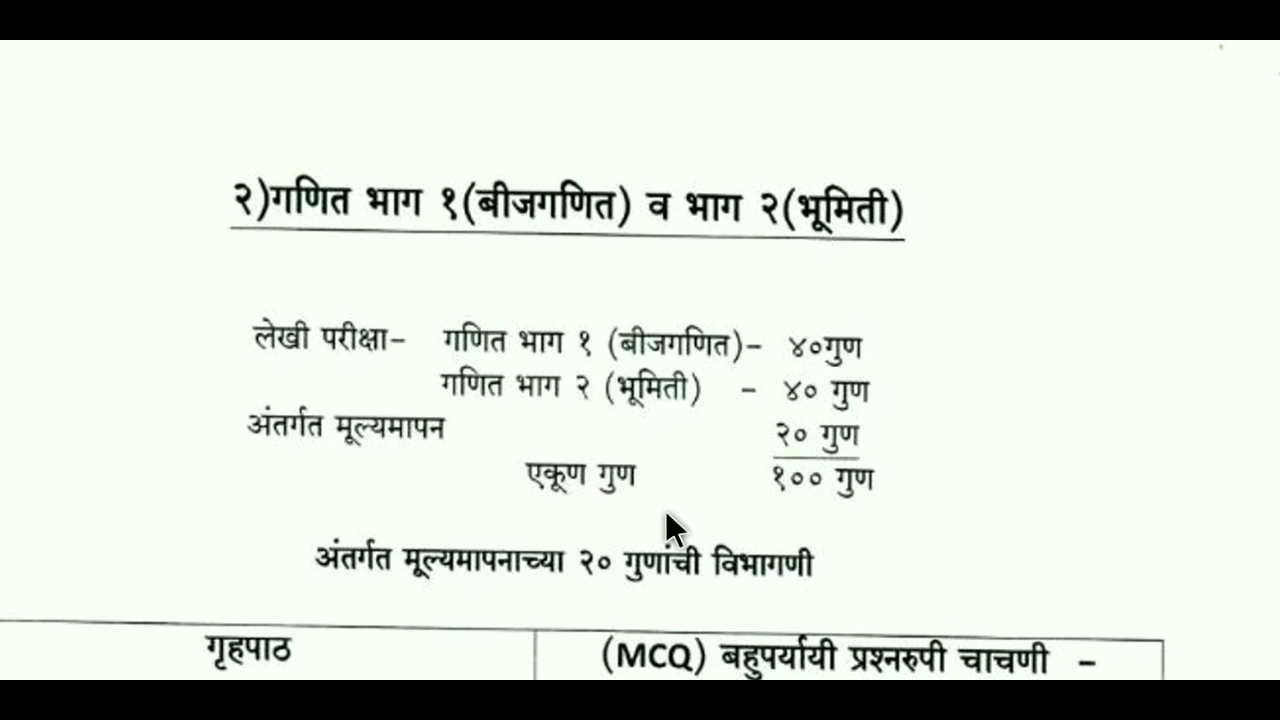 २)गणित भाग १(बीजगणित) व भाग २(भूमिती)
लेखी परीक्षा- गणित भाग १ (बीजगणित)- ४०गुण
गणित भाग २ (भूमिती) - ४० गुण
अंतर्गत मूल्यमापन २० गुण
एकूण गुण १०० गुण
अंतर्गत मूल्यमापनाच्या २० गुणांची विभागणी
गृहपाठ (MCQ) बहुपर्यायी प्रश्नरुपी चाचणी -